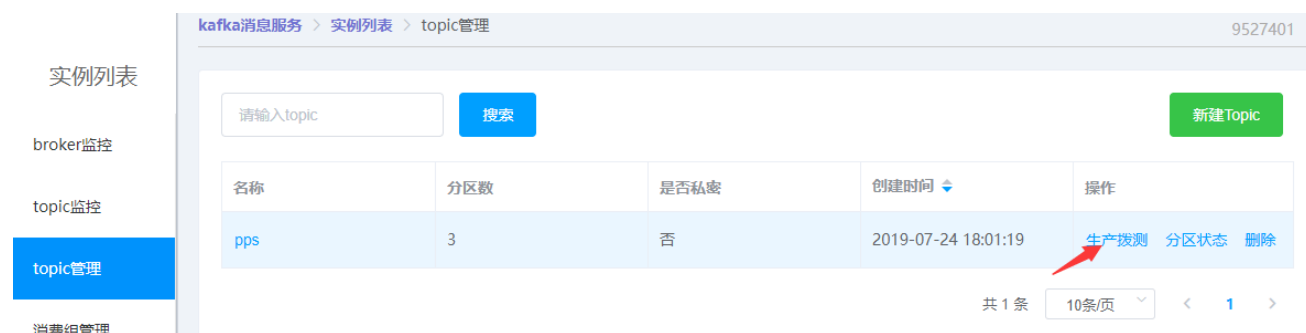 kafka消息服务 > 实例列表 > topic管理
9527401
实例列表
请输入topic
搜索
新建Topic
broker监控
名称 分区数 是否私密 创建时间 操作
topic监控
pps 3 否 2019-07-24 18:01:19 生产拨测 分区状态 删除
topic管理
共 1 条 10条/页 < 1 >
消费组管理